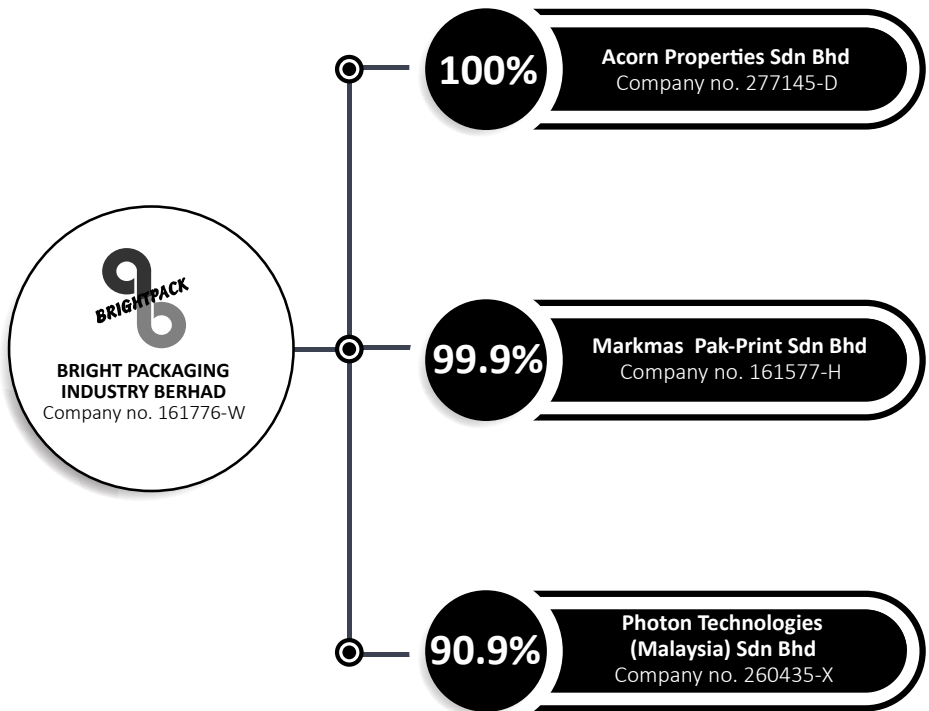 100%
Acorn Properties Sdn Bhd
Company no. 277145-D
BRIGHTPACK
BRIGHT PACKAGING
INDUSTRY BERHAD
Company no. 161776-W
99.9%
Markmas Pak-Print Sdn Bhd
Company no. 161577-H
90.9%
Photon Technologies
(Malaysia) Sdn Bhd
Company no. 260435-X